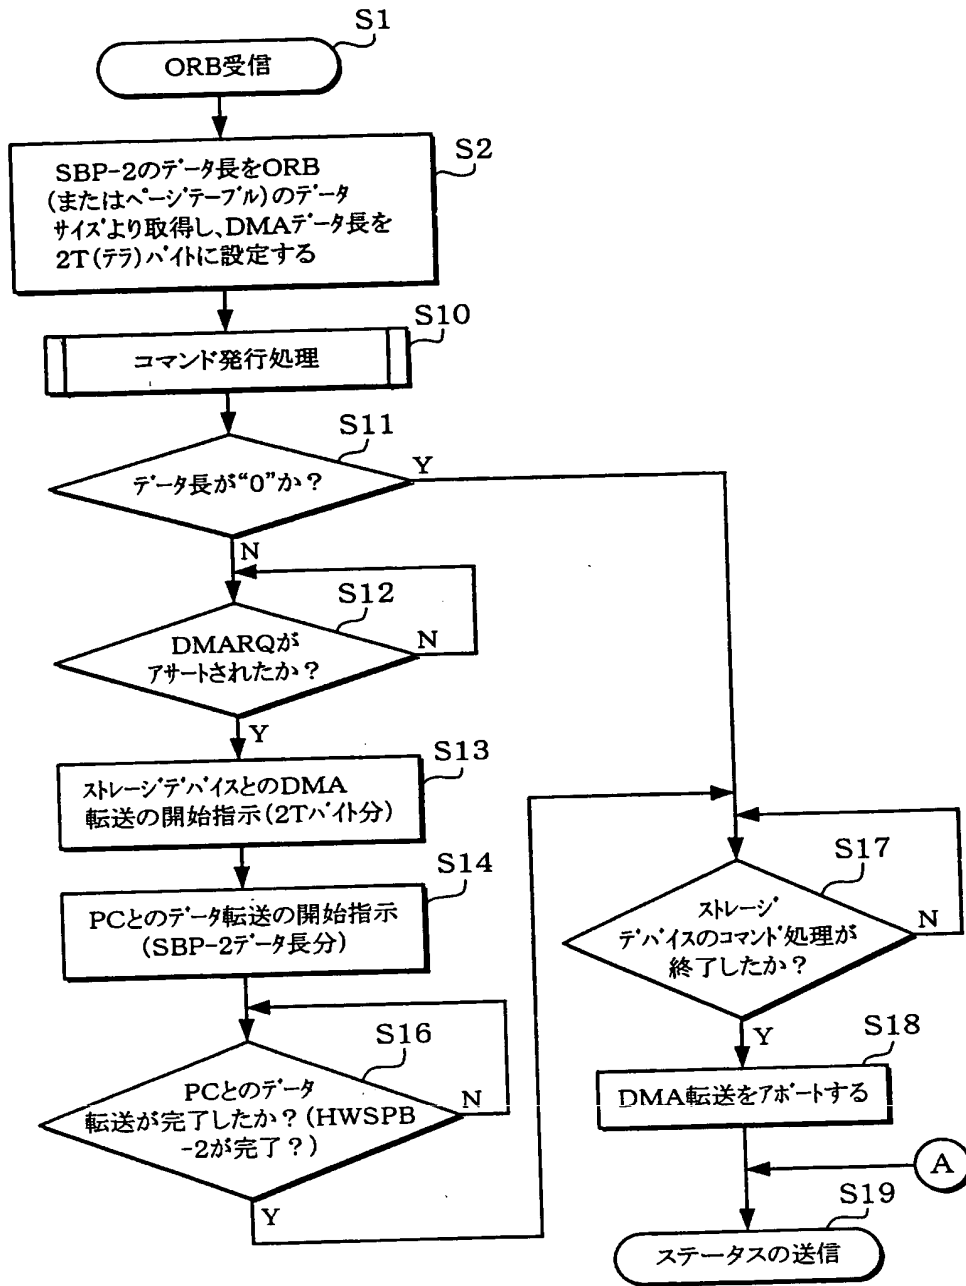 S1
ORB受信
S2
SBP-2のデータ長をORB
(またはページテーブル)のデータ
サイズより取得し、DMAデータ長を
2T(テラ)バイトに設定する
S10
コマンド発行処理
S11
データ長が“0”か?
Y
N
S12
DMARQが
アサートされたか?
N
Y
S13
ストレージデバイスとのDMA
転送の開始指示(2Tバイト分)
S14
PCとのデータ転送の開始指示
(SBP-2データ長分)
S16
PCとのデータ
転送が完了したか?(HWSPB
-2が完了?)
N
Y
S17
ストレージ
デバイスのコマンド処理が
終了したか?
N
Y
S18
DMA転送をアボートする
A
S19
ステータスの送信